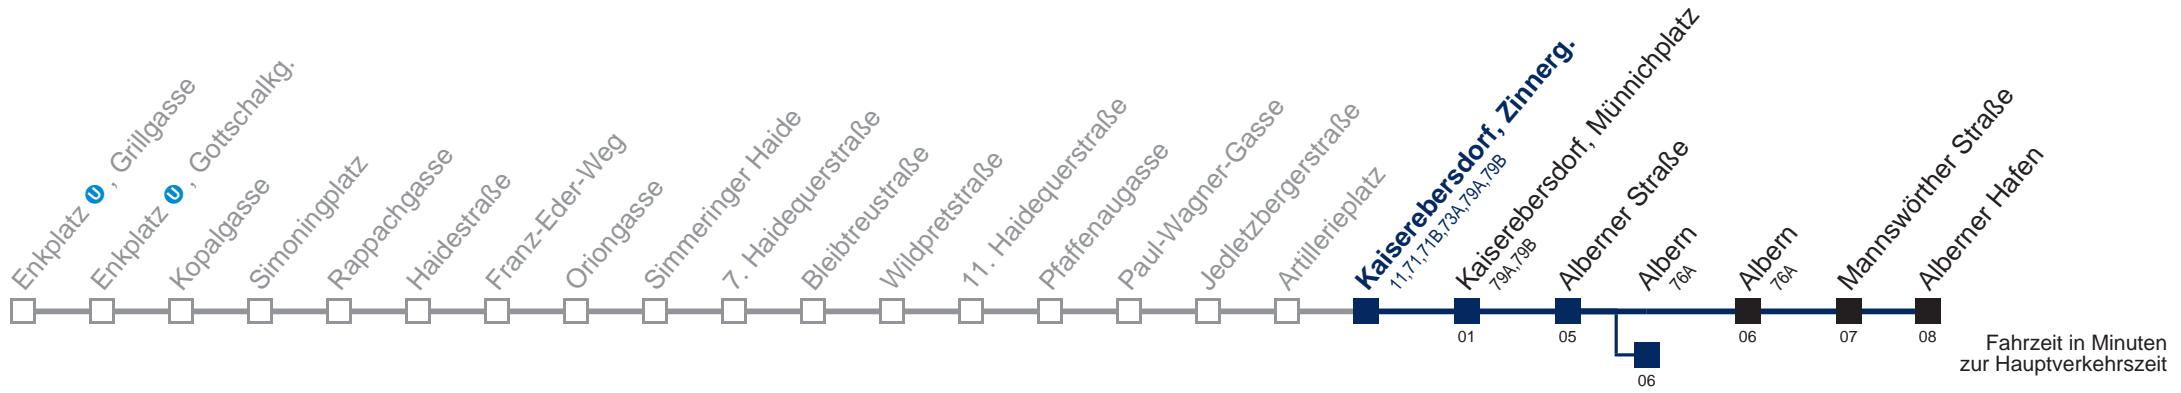 Enkplatz U , Grillgasse
Enkplatz U , Gottschalkg.
Kopalgasse
Simoningplatz
Rappachgasse
Haidestraße
Franz-Eder-Weg
Oriongasse
Simmeringer Haide
7. Haidequerstraße
Bleibtreustraße
Wildpretstraße
11. Haidequerstraße
Pfaffenaugasse
Paul-Wagner-Gasse
Jedletzbergerstraße
Artillerieplatz
Kaiserebersdorf, Zinnerg.
11,71,71B,73A,79A,79B
Kaiserebersdorf, Münnichplatz
79A,79B
01
Alberner Straße
05
Albern
76A
06
Albern
76A
06
Mannswörther Straße
07
Alberner Hafen
08
Fahrzeit in Minuten
zur Hauptverkehrszeit